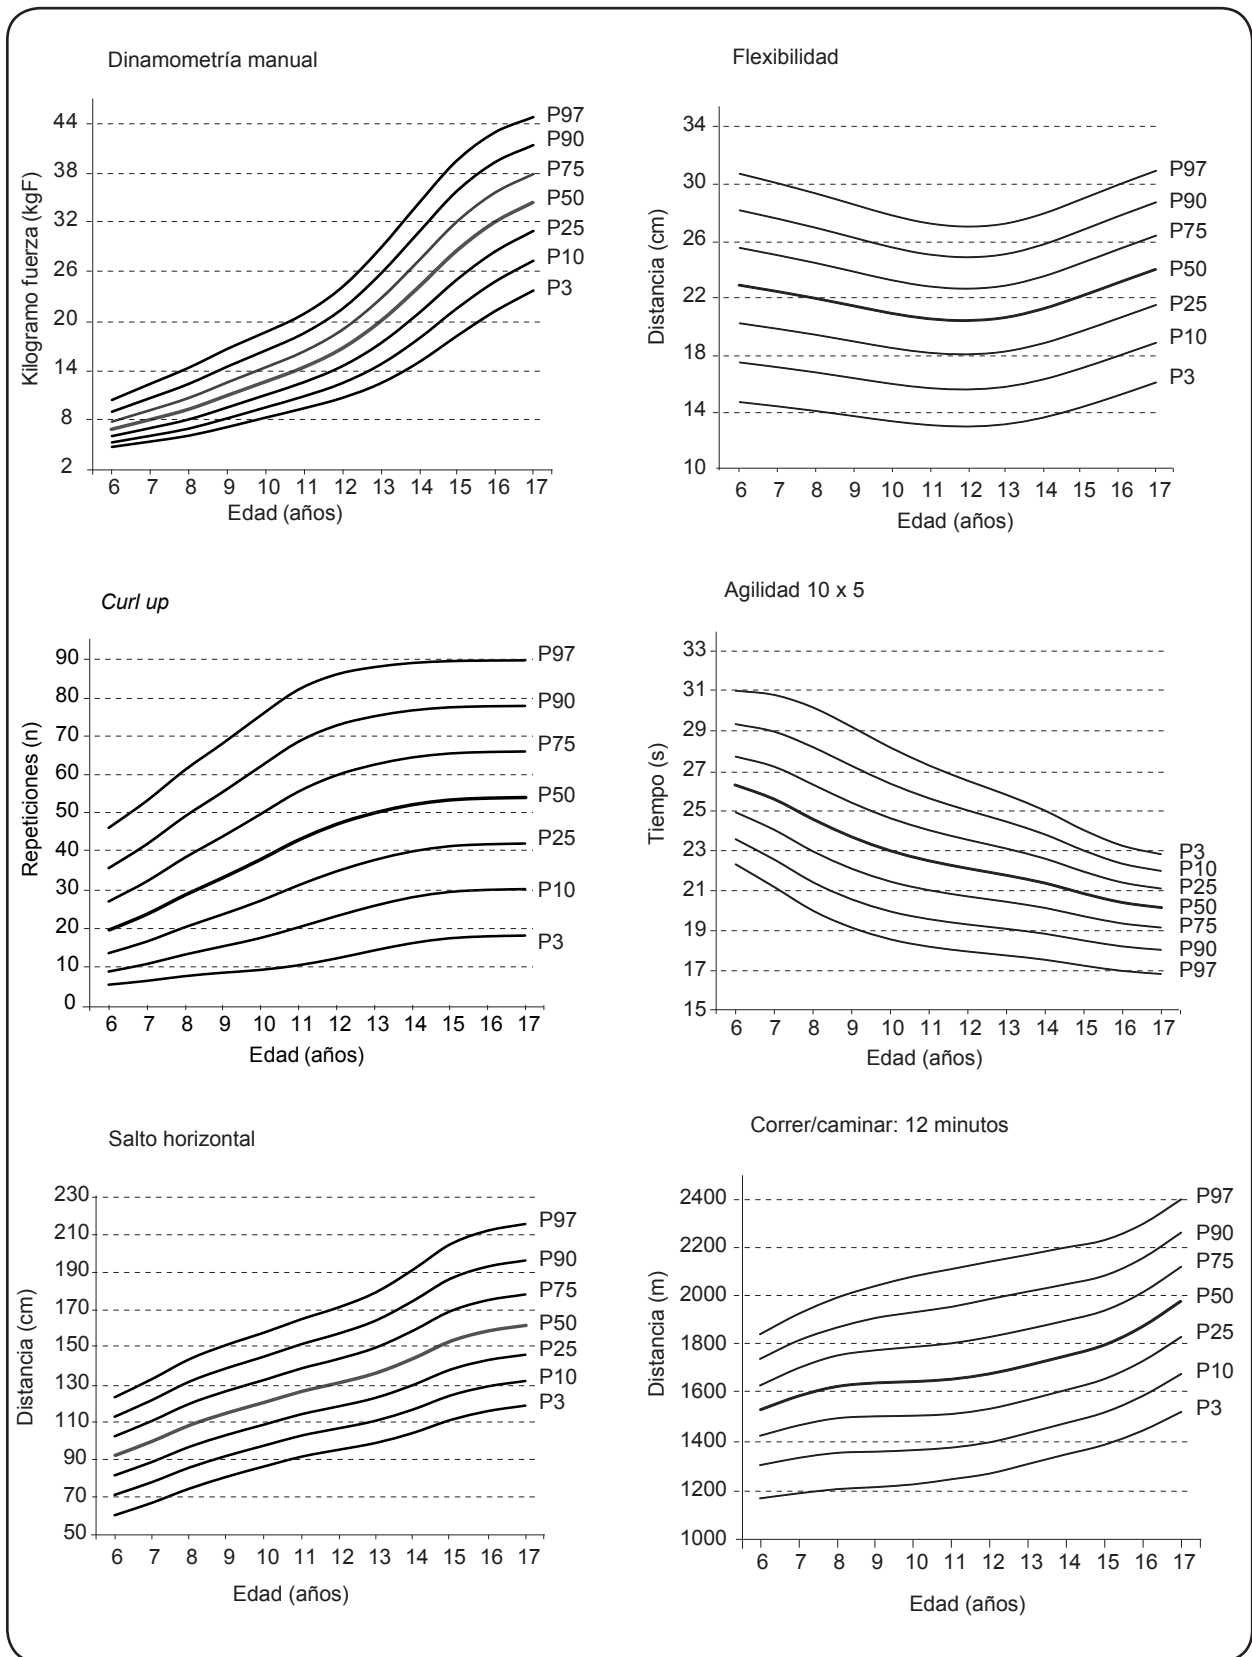 Dinamometría manual
44
38
32
26
20
14
8
2
Kilogramo fuerza (kgF)
P97
P90
P75
P50
P25
P10
P3
6 7 8 9 10 11 12 13 14 15 16 17
Edad (años)
Flexibilidad
34
30
26
22
18
14
10
Distancia (cm)
P97
P90
P75
P50
P25
P10
P3
6 7 8 9 10 11 12 13 14 15 16 17
Edad (años)
Curl up
90
80
70
60
50
40
30
20
10
0
Repeticiones (n)
P97
P90
P75
P50
P25
P10
P3
6 7 8 9 10 11 12 13 14 15 16 17
Edad (años)
Agilidad 10 x 5
33
31
29
27
25
23
21
19
17
15
Tiempo (s)
P3
P10
P25
P50
P75
P90
P97
6 7 8 9 10 11 12 13 14 15 16 17
Edad (años)
Salto horizontal
230
210
190
170
150
130
110
90
70
50
Distancia (cm)
P97
P90
P75
P50
P25
P10
P3
6 7 8 9 10 11 12 13 14 15 16 17
Edad (años)
Correr/caminar: 12 minutos
2400
2200
2000
1800
1600
1400
1200
1000
Distancia (m)
P97
P90
P75
P50
P25
P10
P3
6 7 8 9 10 11 12 13 14 15 16 17
Edad (años)